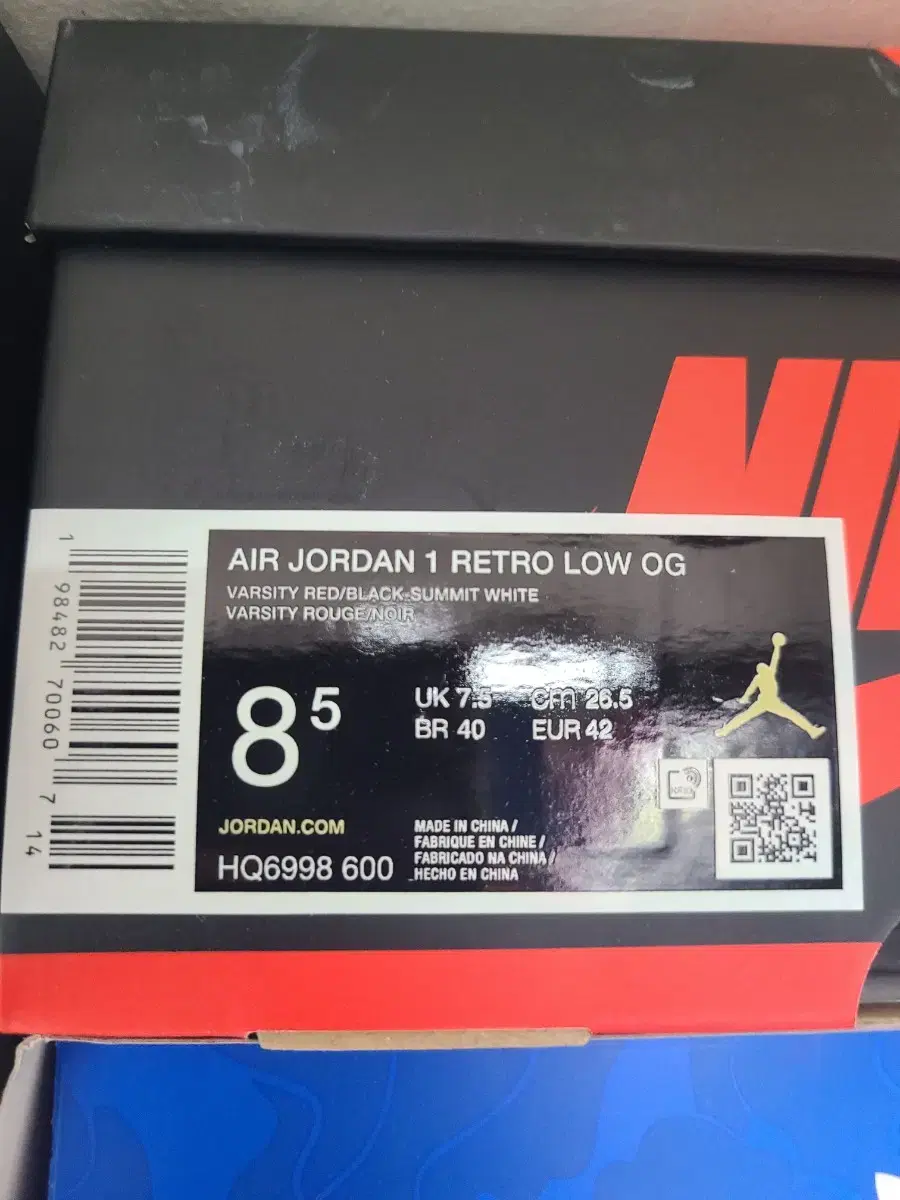 AIR JORDAN 1 RETRO LOW OG
VARSITY RED/BLACK-SUMMIT WHITE
VARSITY ROUGE/NOIR
8 5
UK 7.5 cm 26.5
BR 40 EUR 42
JORDAN.COM
HQ6998 600
MADE IN CHINA /
FABRIQUE EN CHINE /
FABRICADO NA CHINA /
HECHO EN CHINA
1 98482 70060 7 14